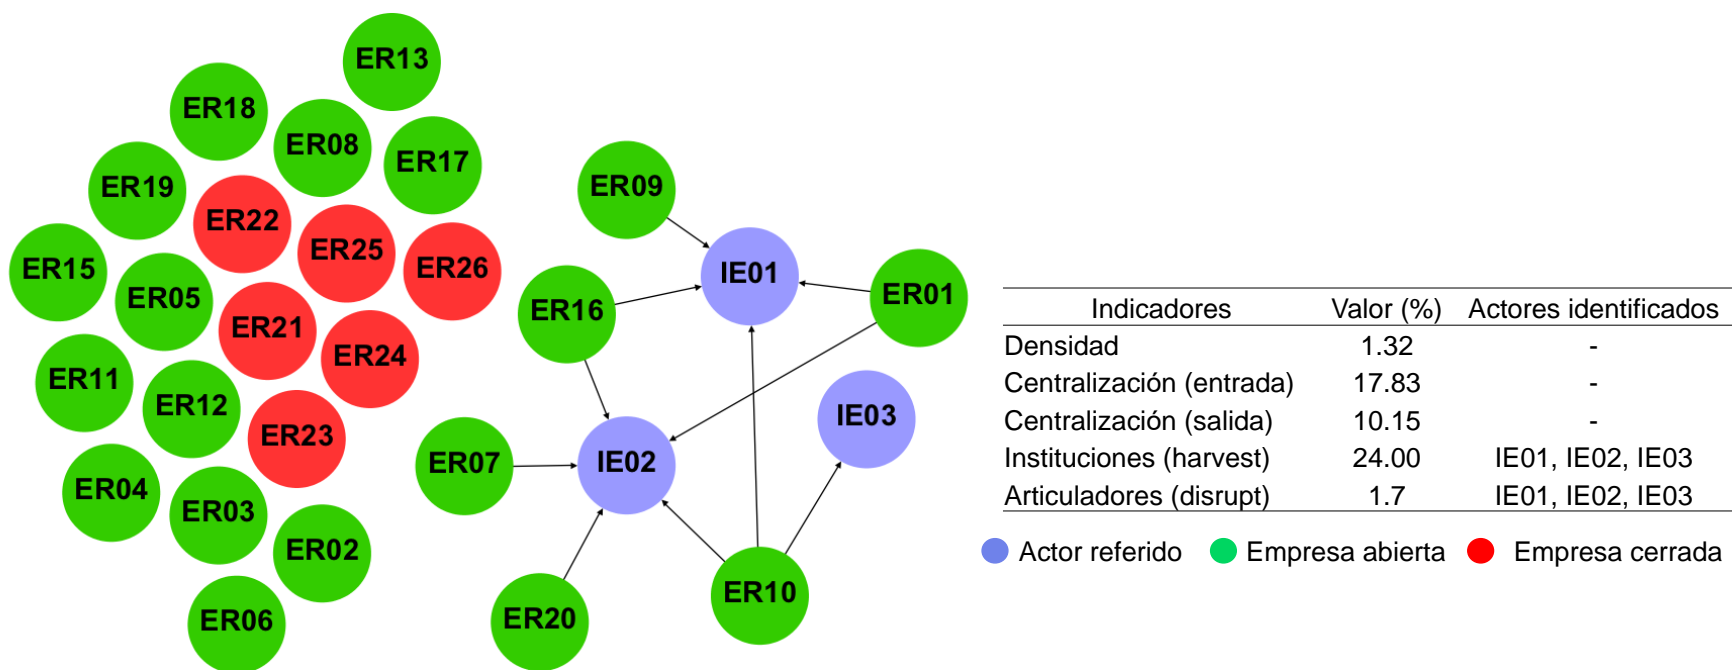 ER13
ER18
ER08
ER17
ER19
ER22
ER25
ER26
ER15
ER05
ER21
ER24
ER11
ER12
ER23
ER04
ER03
ER02
ER06
ER09
IE01
ER01
ER16
IE03
ER07
IE02
ER10
ER20
Indicadores Valor (%) Actores identificados
Densidad 1.32 -
Centralización (entrada) 17.83 -
Centralización (salida) 10.15 -
Instituciones (harvest) 24.00 IE01, IE02, IE03
Articuladores (disrupt) 1.7 IE01, IE02, IE03
Actor referido Empresa abierta Empresa cerrada